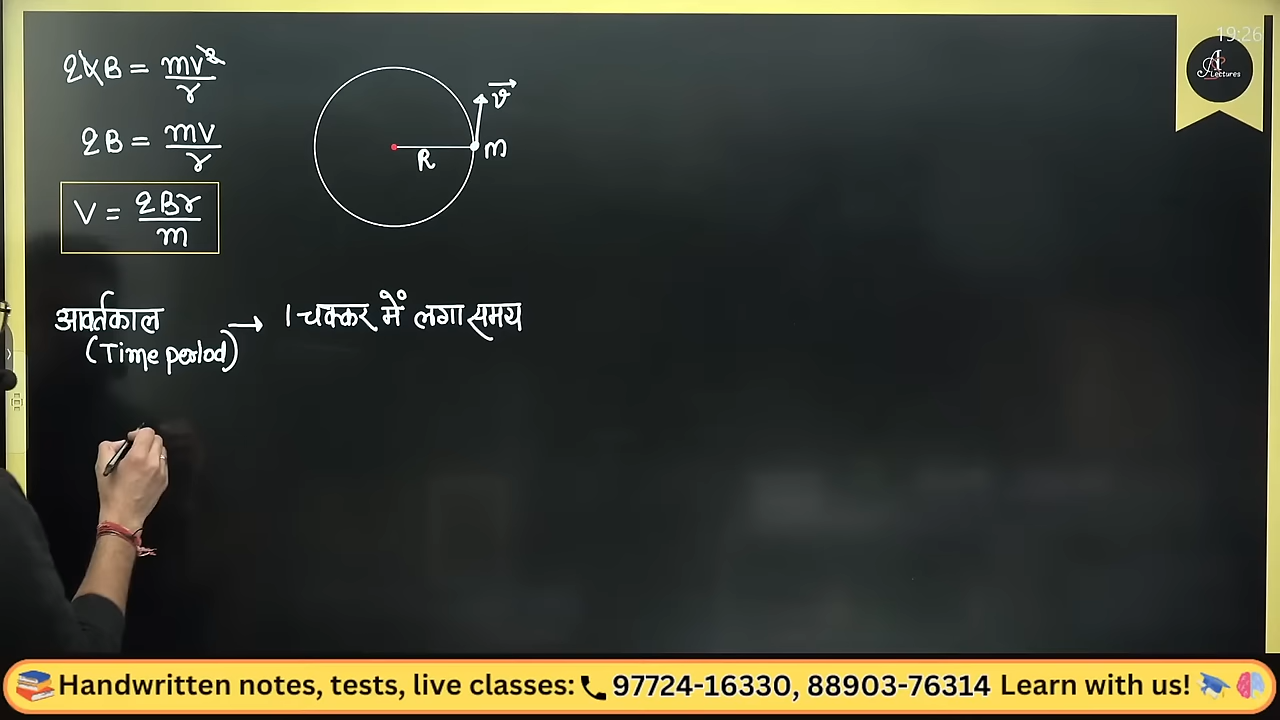 qvB = mv²/r
qB = mv/r
V = qBr/m
R
m
v⃗
आवर्तकाल
(Time period) → 1 चक्कर में लगा समय
19:26
A
Lectures
Handwritten notes, tests, live classes: 97724-16330, 88903-76314 Learn with us!